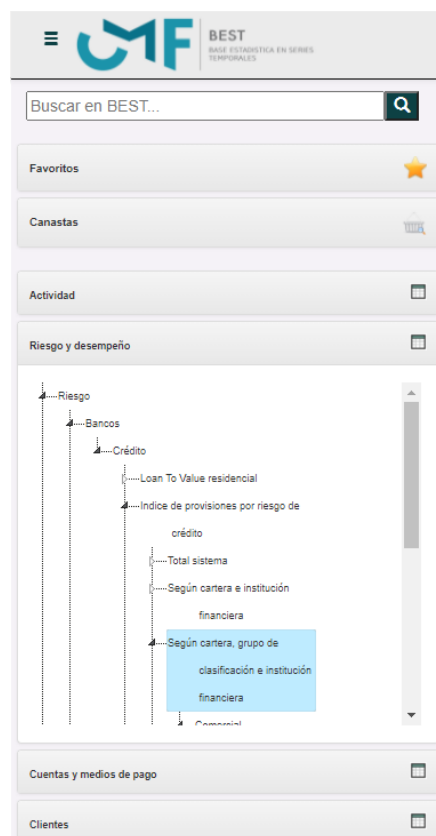 CMF
BEST
BASE ESTADISTICA EN SERIES
TEMPORALES
Buscar en BEST...
Favoritos
Canastas
Actividad
Riesgo y desempeño
Riesgo
Bancos
Crédito
Loan To Value residencial
Indice de provisiones por riesgo de
crédito
Total sistema
Según cartera e institución
financiera
Según cartera, grupo de
clasificación e institución
financiera
Comercial
Cuentas y medios de pago
Clientes